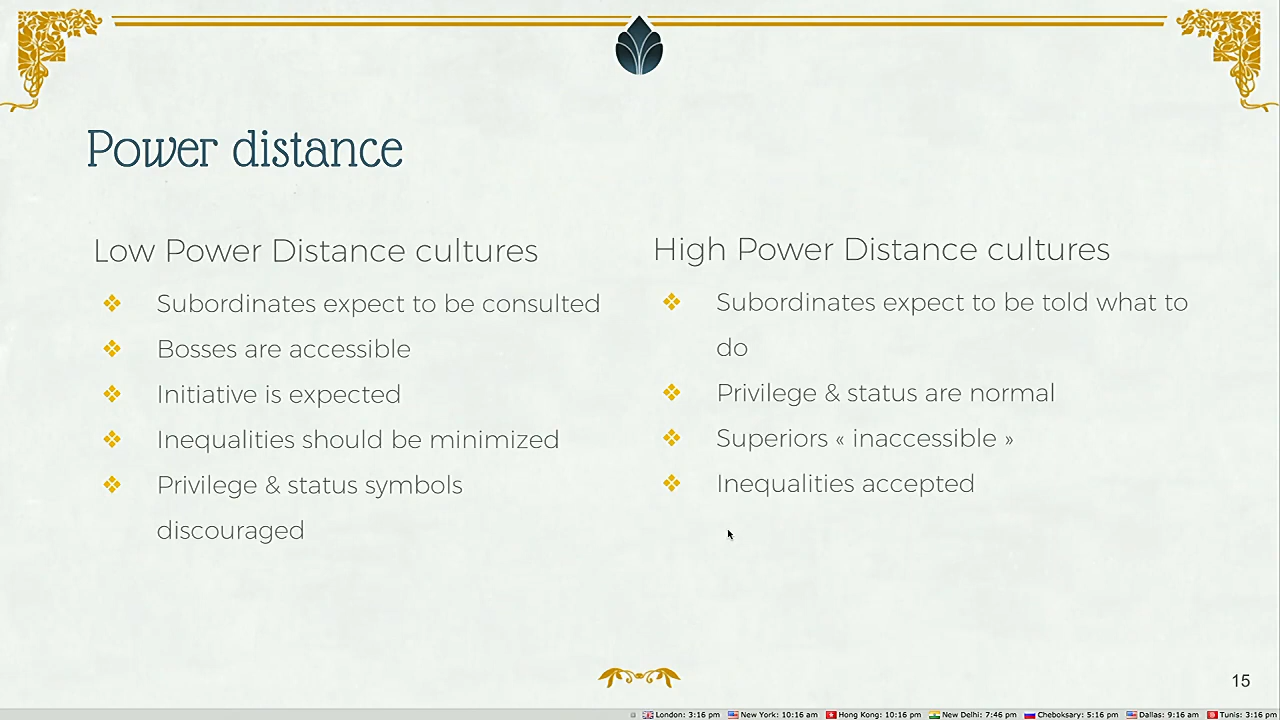 Power distance
Low Power Distance cultures
Subordinates expect to be consulted
Bosses are accessible
Initiative is expected
Inequalities should be minimized
Privilege & status symbols
discouraged
High Power Distance cultures
Subordinates expect to be told what to
do
Privilege & status are normal
Superiors « inaccessible »
Inequalities accepted
15
London: 3:16 pm New York: 10:16 am Hong Kong: 10:16 pm New Delhi: 7:46 pm Cheboksary: 5:16 pm Dallas: 9:16 am Tunis: 3:16 pm